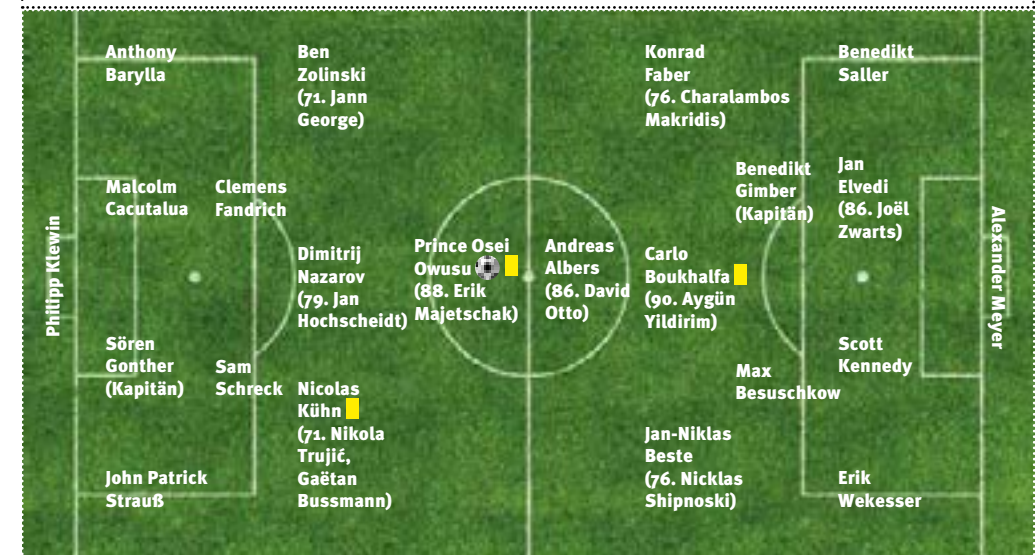 Philipp Klewin
Anthony
Barylla
Malcolm
Cacutalua
Sören
Gonther
(Kapitän)
John Patrick
Strauß
Clemens
Fandrich
Sam
Schreck
Ben
Zolinski
(71. Jann
George)
Dimitrij
Nazarov
(79. Jan
Hochscheidt)
Nicolas
Kühn
(71. Nikola
Trujić,
Gaëtan
Bussmann)
Prince Osei
Owusu
(88. Erik
Majetschak)
Andreas
Albers
(86. David
Otto)
Konrad
Faber
(76. Charalambos
Makridis)
Carlo
Boukhalfa
(90. Aygün
Yildirim)
Jan-Niklas
Beste
(76. Nicklas
Shipnoski)
Benedikt
Gimber
(Kapitän)
Max
Besuschkow
Benedikt
Saller
Jan
Elvedi
(86. Joël
Zwarts)
Scott
Kennedy
Erik
Wekesser
Alexander Meyer